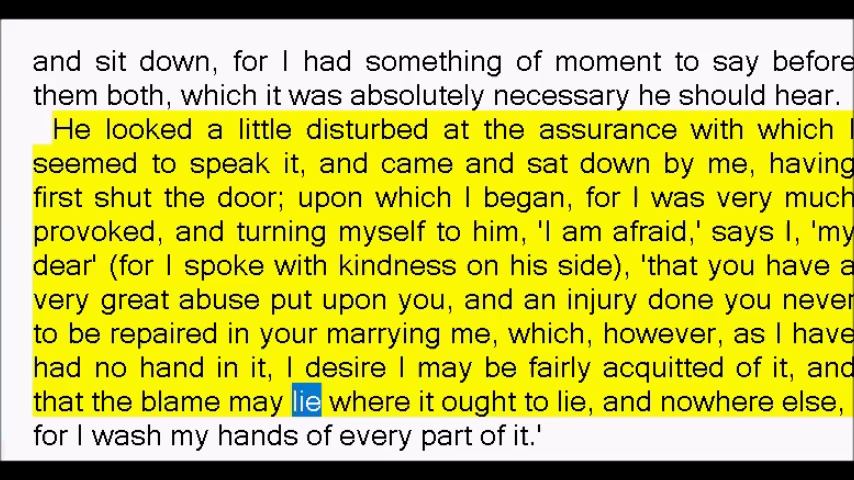 and sit down, for I had something of moment to say before
them both, which it was absolutely necessary he should hear.
He looked a little disturbed at the assurance with which I
seemed to speak it, and came and sat down by me, having
first shut the door; upon which I began, for I was very much
provoked, and turning myself to him, 'I am afraid,' says I, 'my
dear' (for I spoke with kindness on his side), 'that you have a
very great abuse put upon you, and an injury done you never
to be repaired in your marrying me, which, however, as I have
had no hand in it, I desire I may be fairly acquitted of it, and
that the blame may lie where it ought to lie, and nowhere else,
for I wash my hands of every part of it.'